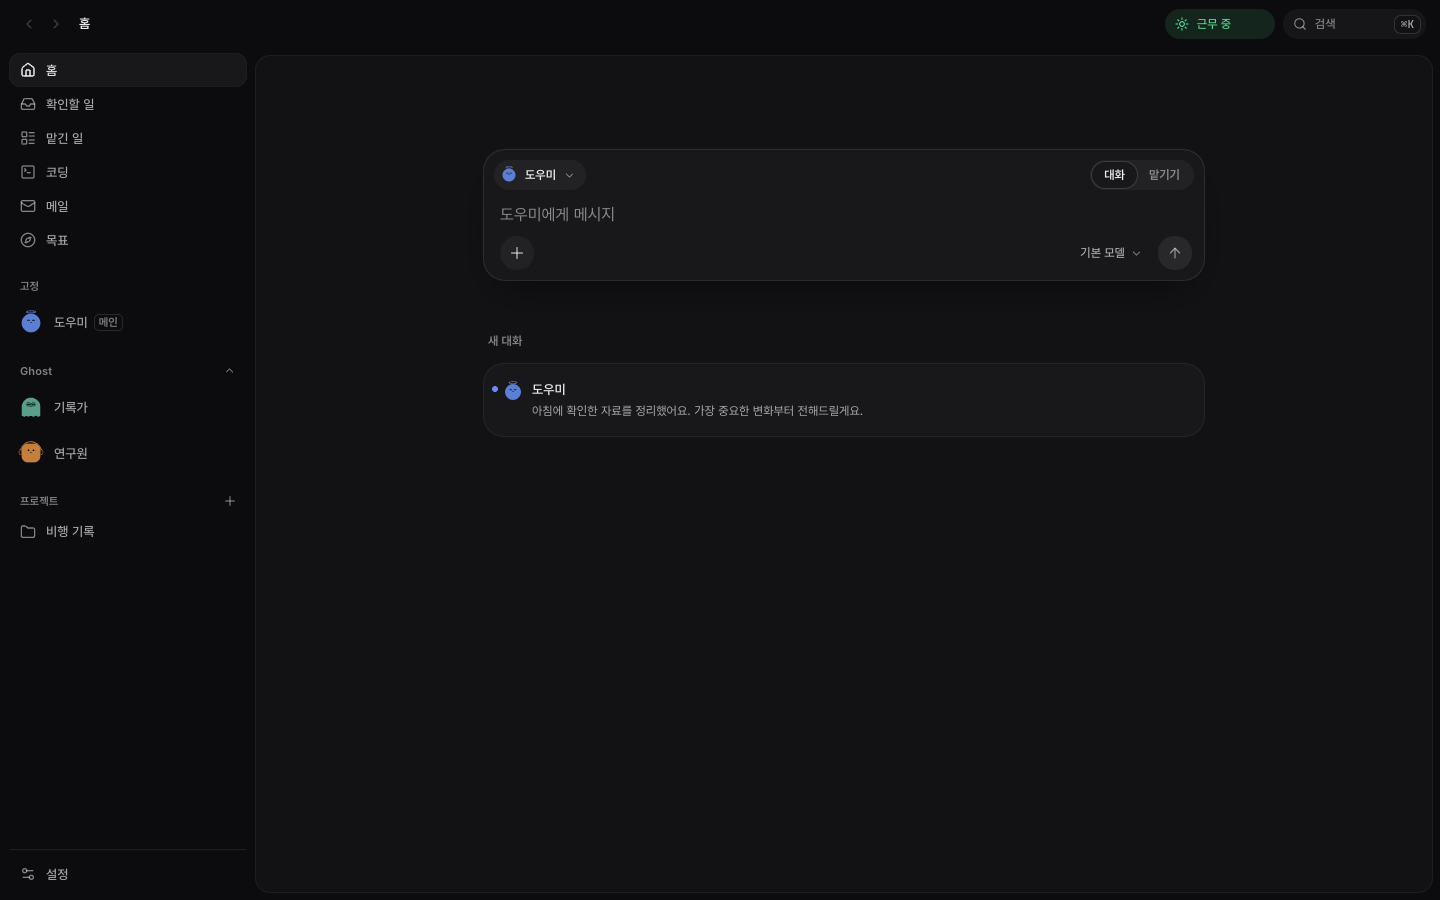 홈
근무 중
검색
⌘K
홈
확인할 일
맡긴 일
코딩
메일
목표
고정
도우미 메인
Ghost
기록가
연구원
프로젝트
비행 기록
설정
도우미
대화
맡기기
도우미에게 메시지
기본 모델
새 대화
도우미
아침에 확인한 자료를 정리했어요. 가장 중요한 변화부터 전해드릴게요.